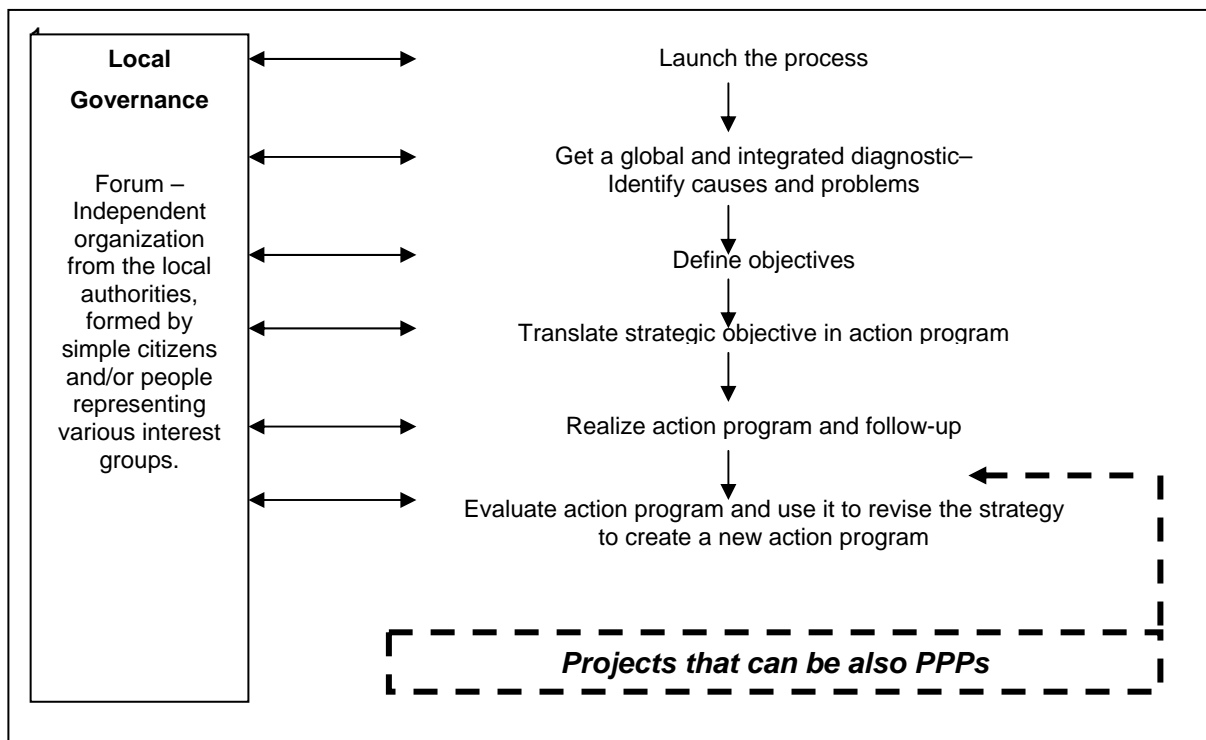 Local
Governance
Forum –
Independent
organization
from the local
authorities,
formed by
simple citizens
and/or people
representing
various interest
groups.
Launch the process
Get a global and integrated diagnostic–
Identify causes and problems
Define objectives
Translate strategic objective in action program
Realize action program and follow-up
Evaluate action program and use it to revise the strategy
to create a new action program
Projects that can be also PPPs